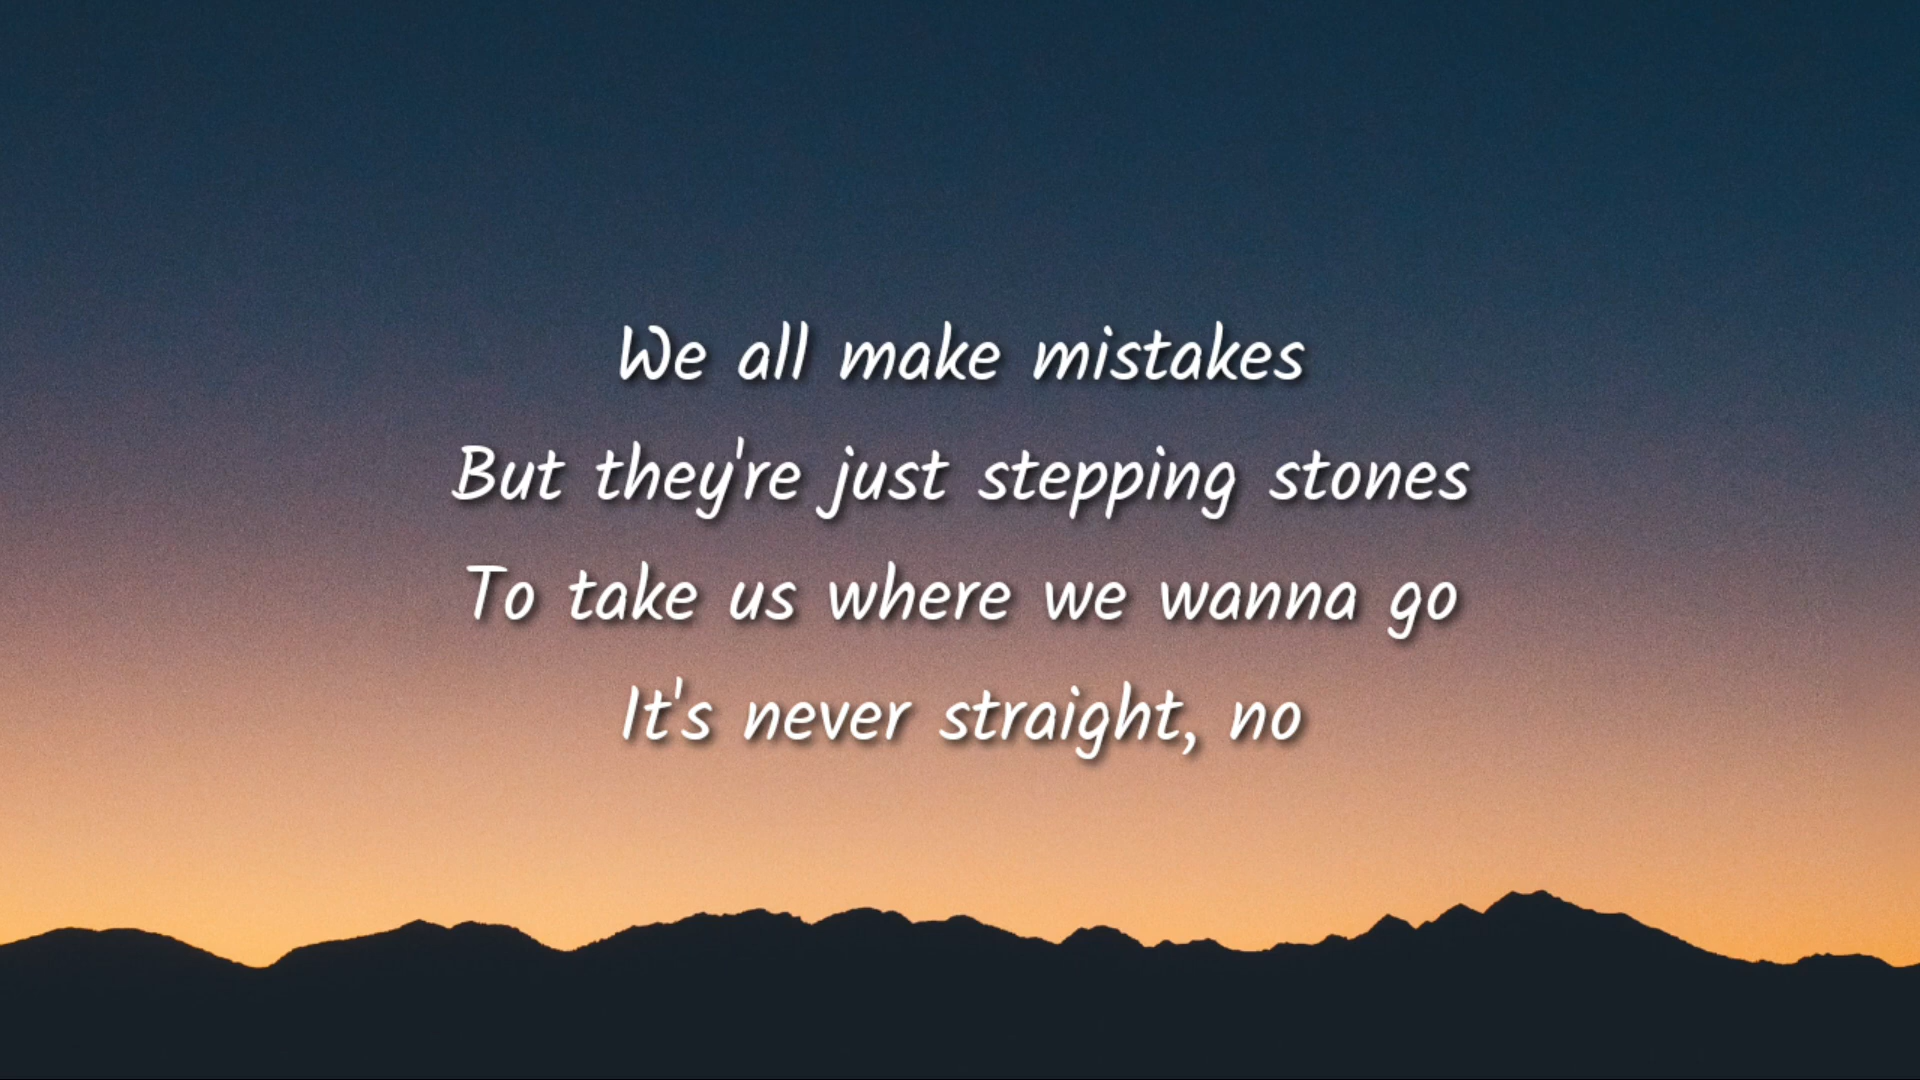 We all make mistakes
But they're just stepping stones
To take us where we wanna go
It's never straight, no